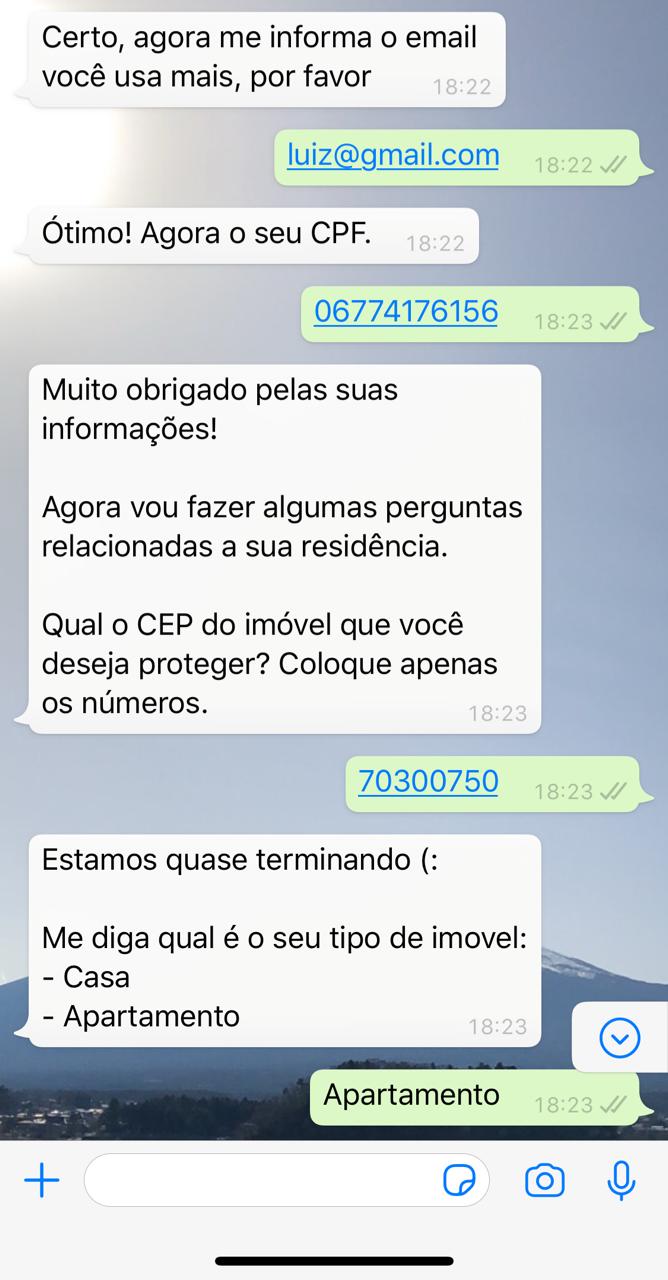 Certo, agora me informa o email
você usa mais, por favor
18:22
luiz@gmail.com
18:22
Ótimo! Agora o seu CPF.
18:22
06774176156
18:23
Muito obrigado pelas suas
informações!
Agora vou fazer algumas perguntas
relacionadas a sua residência.
Qual o CEP do imóvel que você
deseja proteger? Coloque apenas
os números.
18:23
70300750
18:23
Estamos quase terminando (:
Me diga qual é o seu tipo de imovel:
- Casa
- Apartamento
18:23
Apartamento
18:23